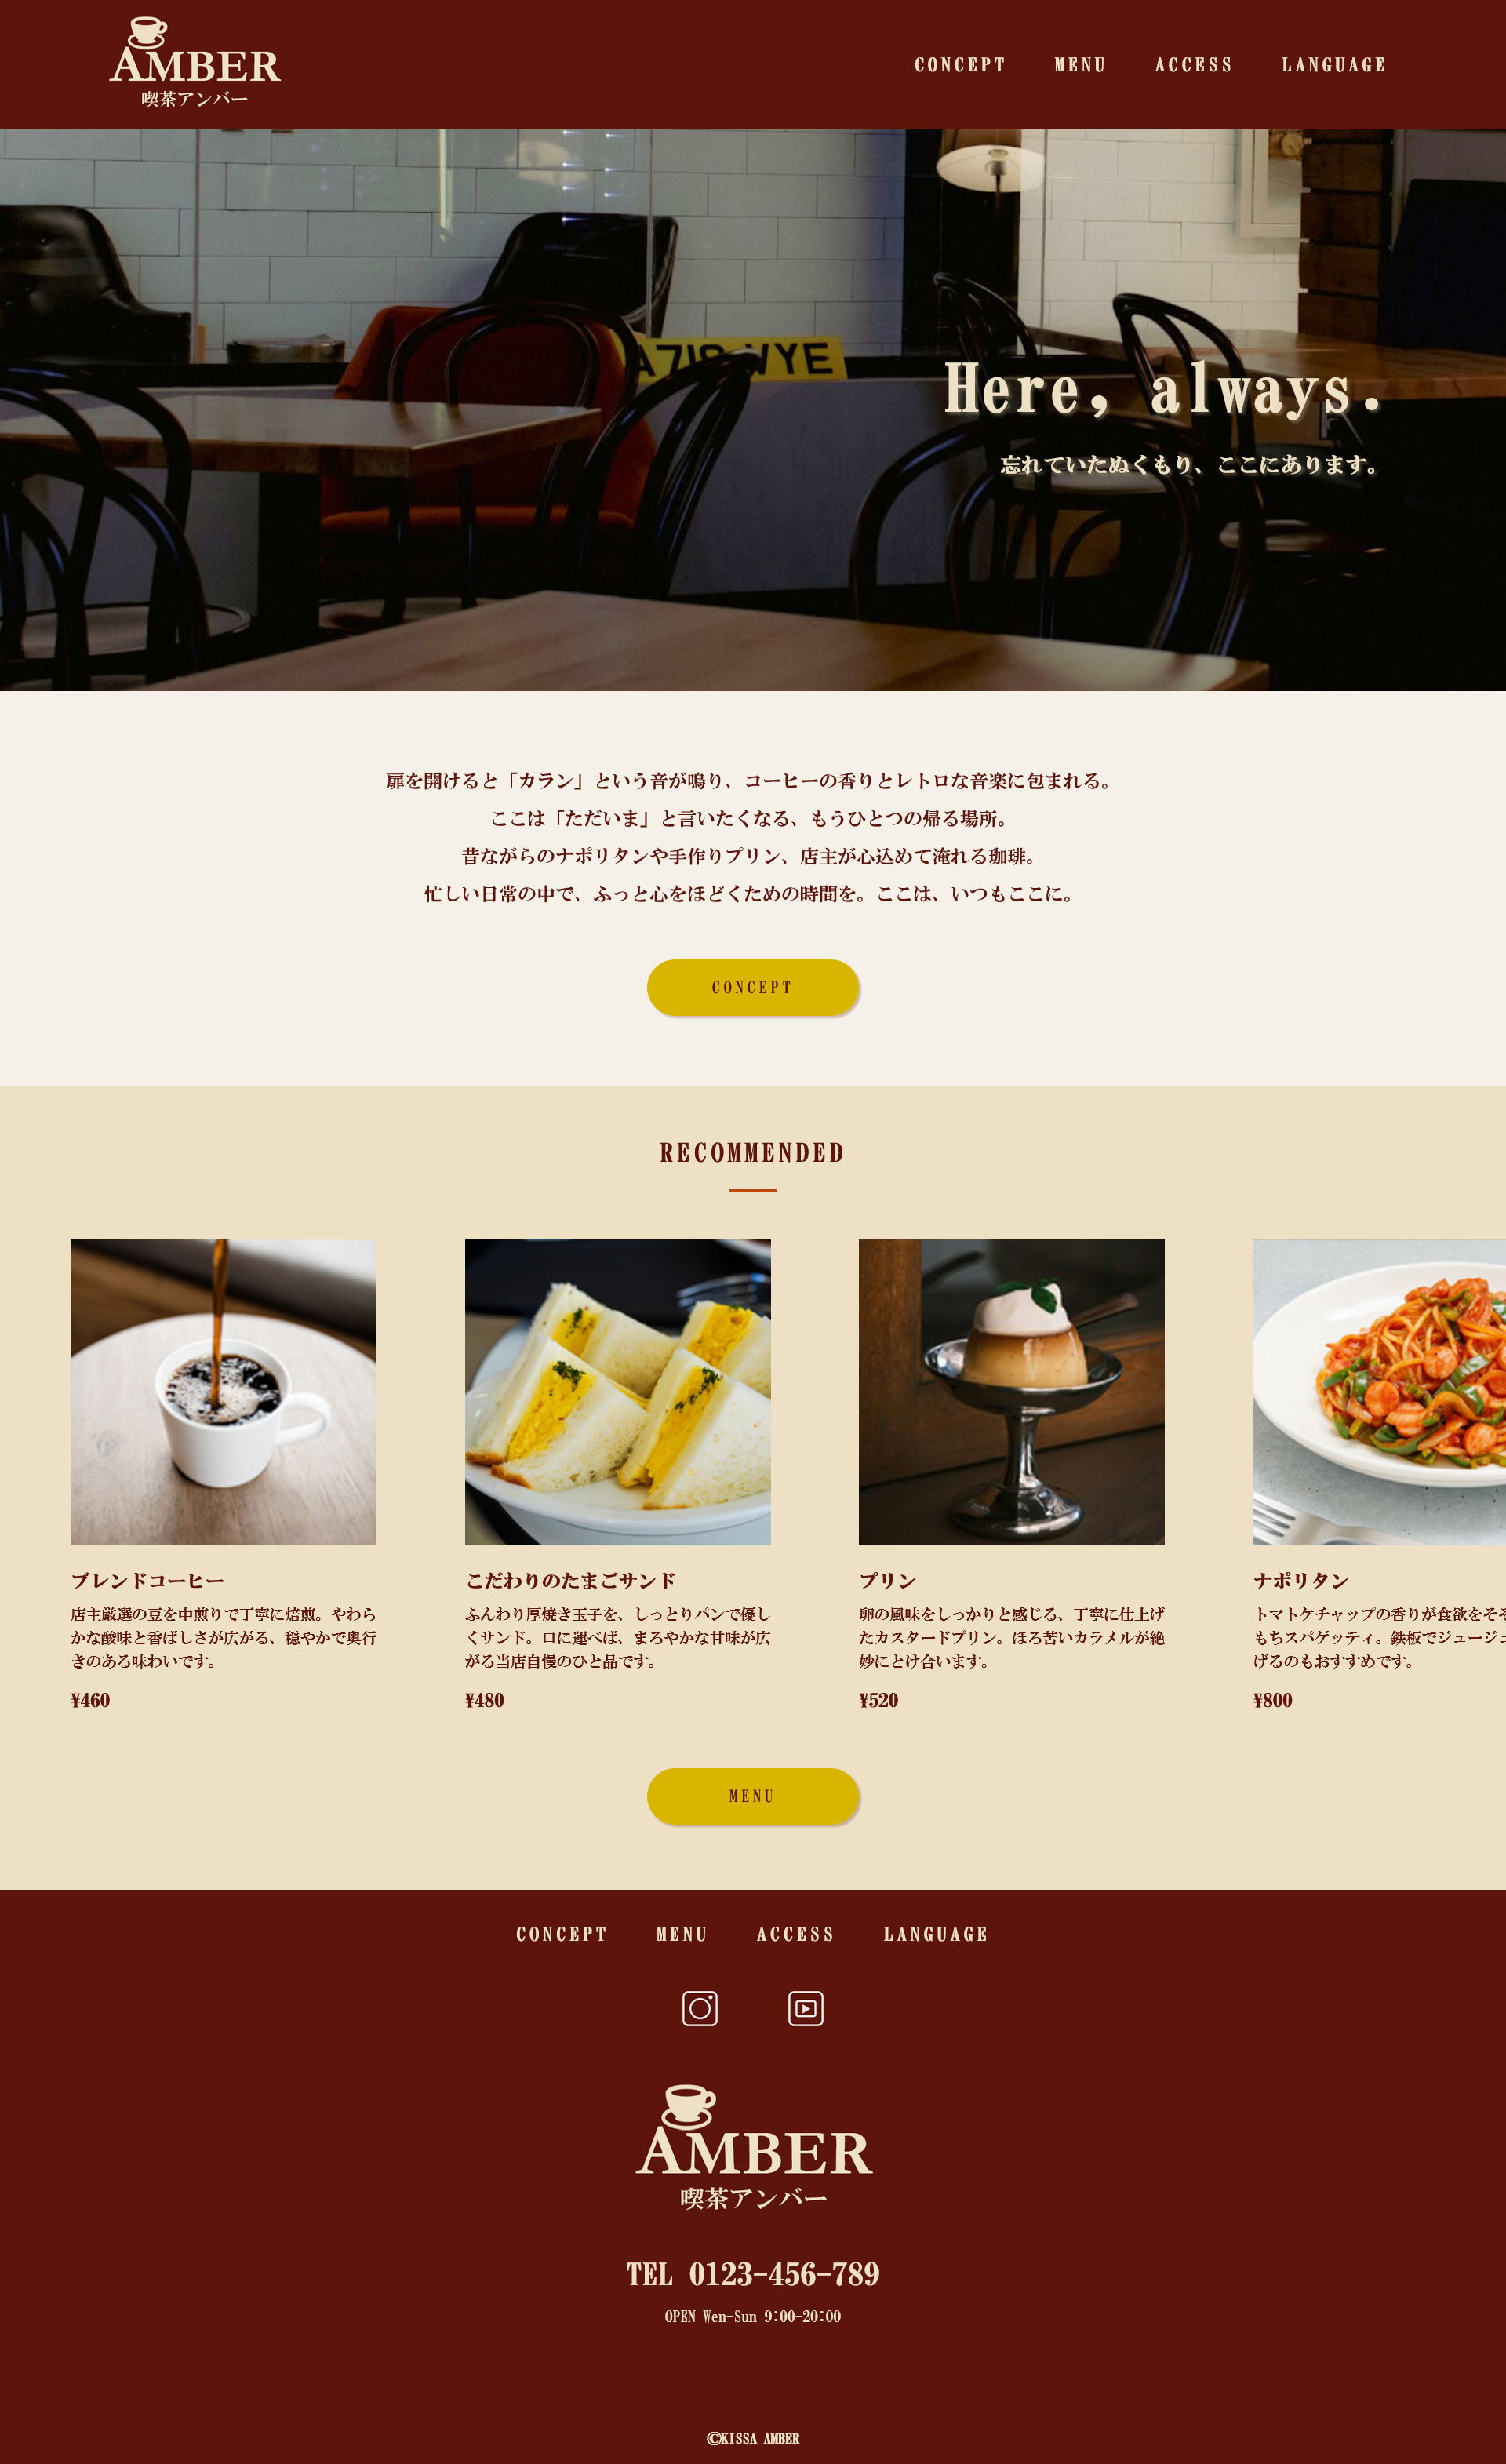 AMBER
喫茶アンバー
CONCEPT MENU ACCESS LANGUAGE
A719 WYE
Here, always.
忘れていたぬくもり、ここにあります。
扉を開けると「カラン」という音が鳴り、コーヒーの香りとレトロな音楽に包まれる。
ここは「ただいま」と言いたくなる、もうひとつの帰る場所。
昔ながらのナポリタンや手作りプリン、店主が心込めて淹れる珈琲。
忙しい日常の中で、ふっと心をほどくための時間を。ここは、いつもここに。
CONCEPT
RECOMMENDED
ブレンドコーヒー
店主厳選の豆を中煎りで丁寧に焙煎。やわら
かな酸味と香ばしさが広がる、穏やかで奥行
きのある味わいです。
¥460
こだわりのたまごサンド
ふんわり厚焼き玉子を、しっとりパンで優し
くサンド。口に運べば、まろやかな甘味が広
がる当店自慢のひと品です。
¥480
プリン
卵の風味をしっかりと感じる、丁寧に仕上げ
たカスタードプリン。ほろ苦いカラメルが絶
妙にとけ合います。
¥520
ナポリタン
トマトケチャップの香りが食欲をそそ
もちスパゲッティ。鉄板でジュージュ
げるのもおすすめです。
¥800
MENU
CONCEPT MENU ACCESS LANGUAGE
AMBER
喫茶アンバー
TEL 0123-456-789
OPEN Wen-Sun 9:00-20:00
©KISSA AMBER